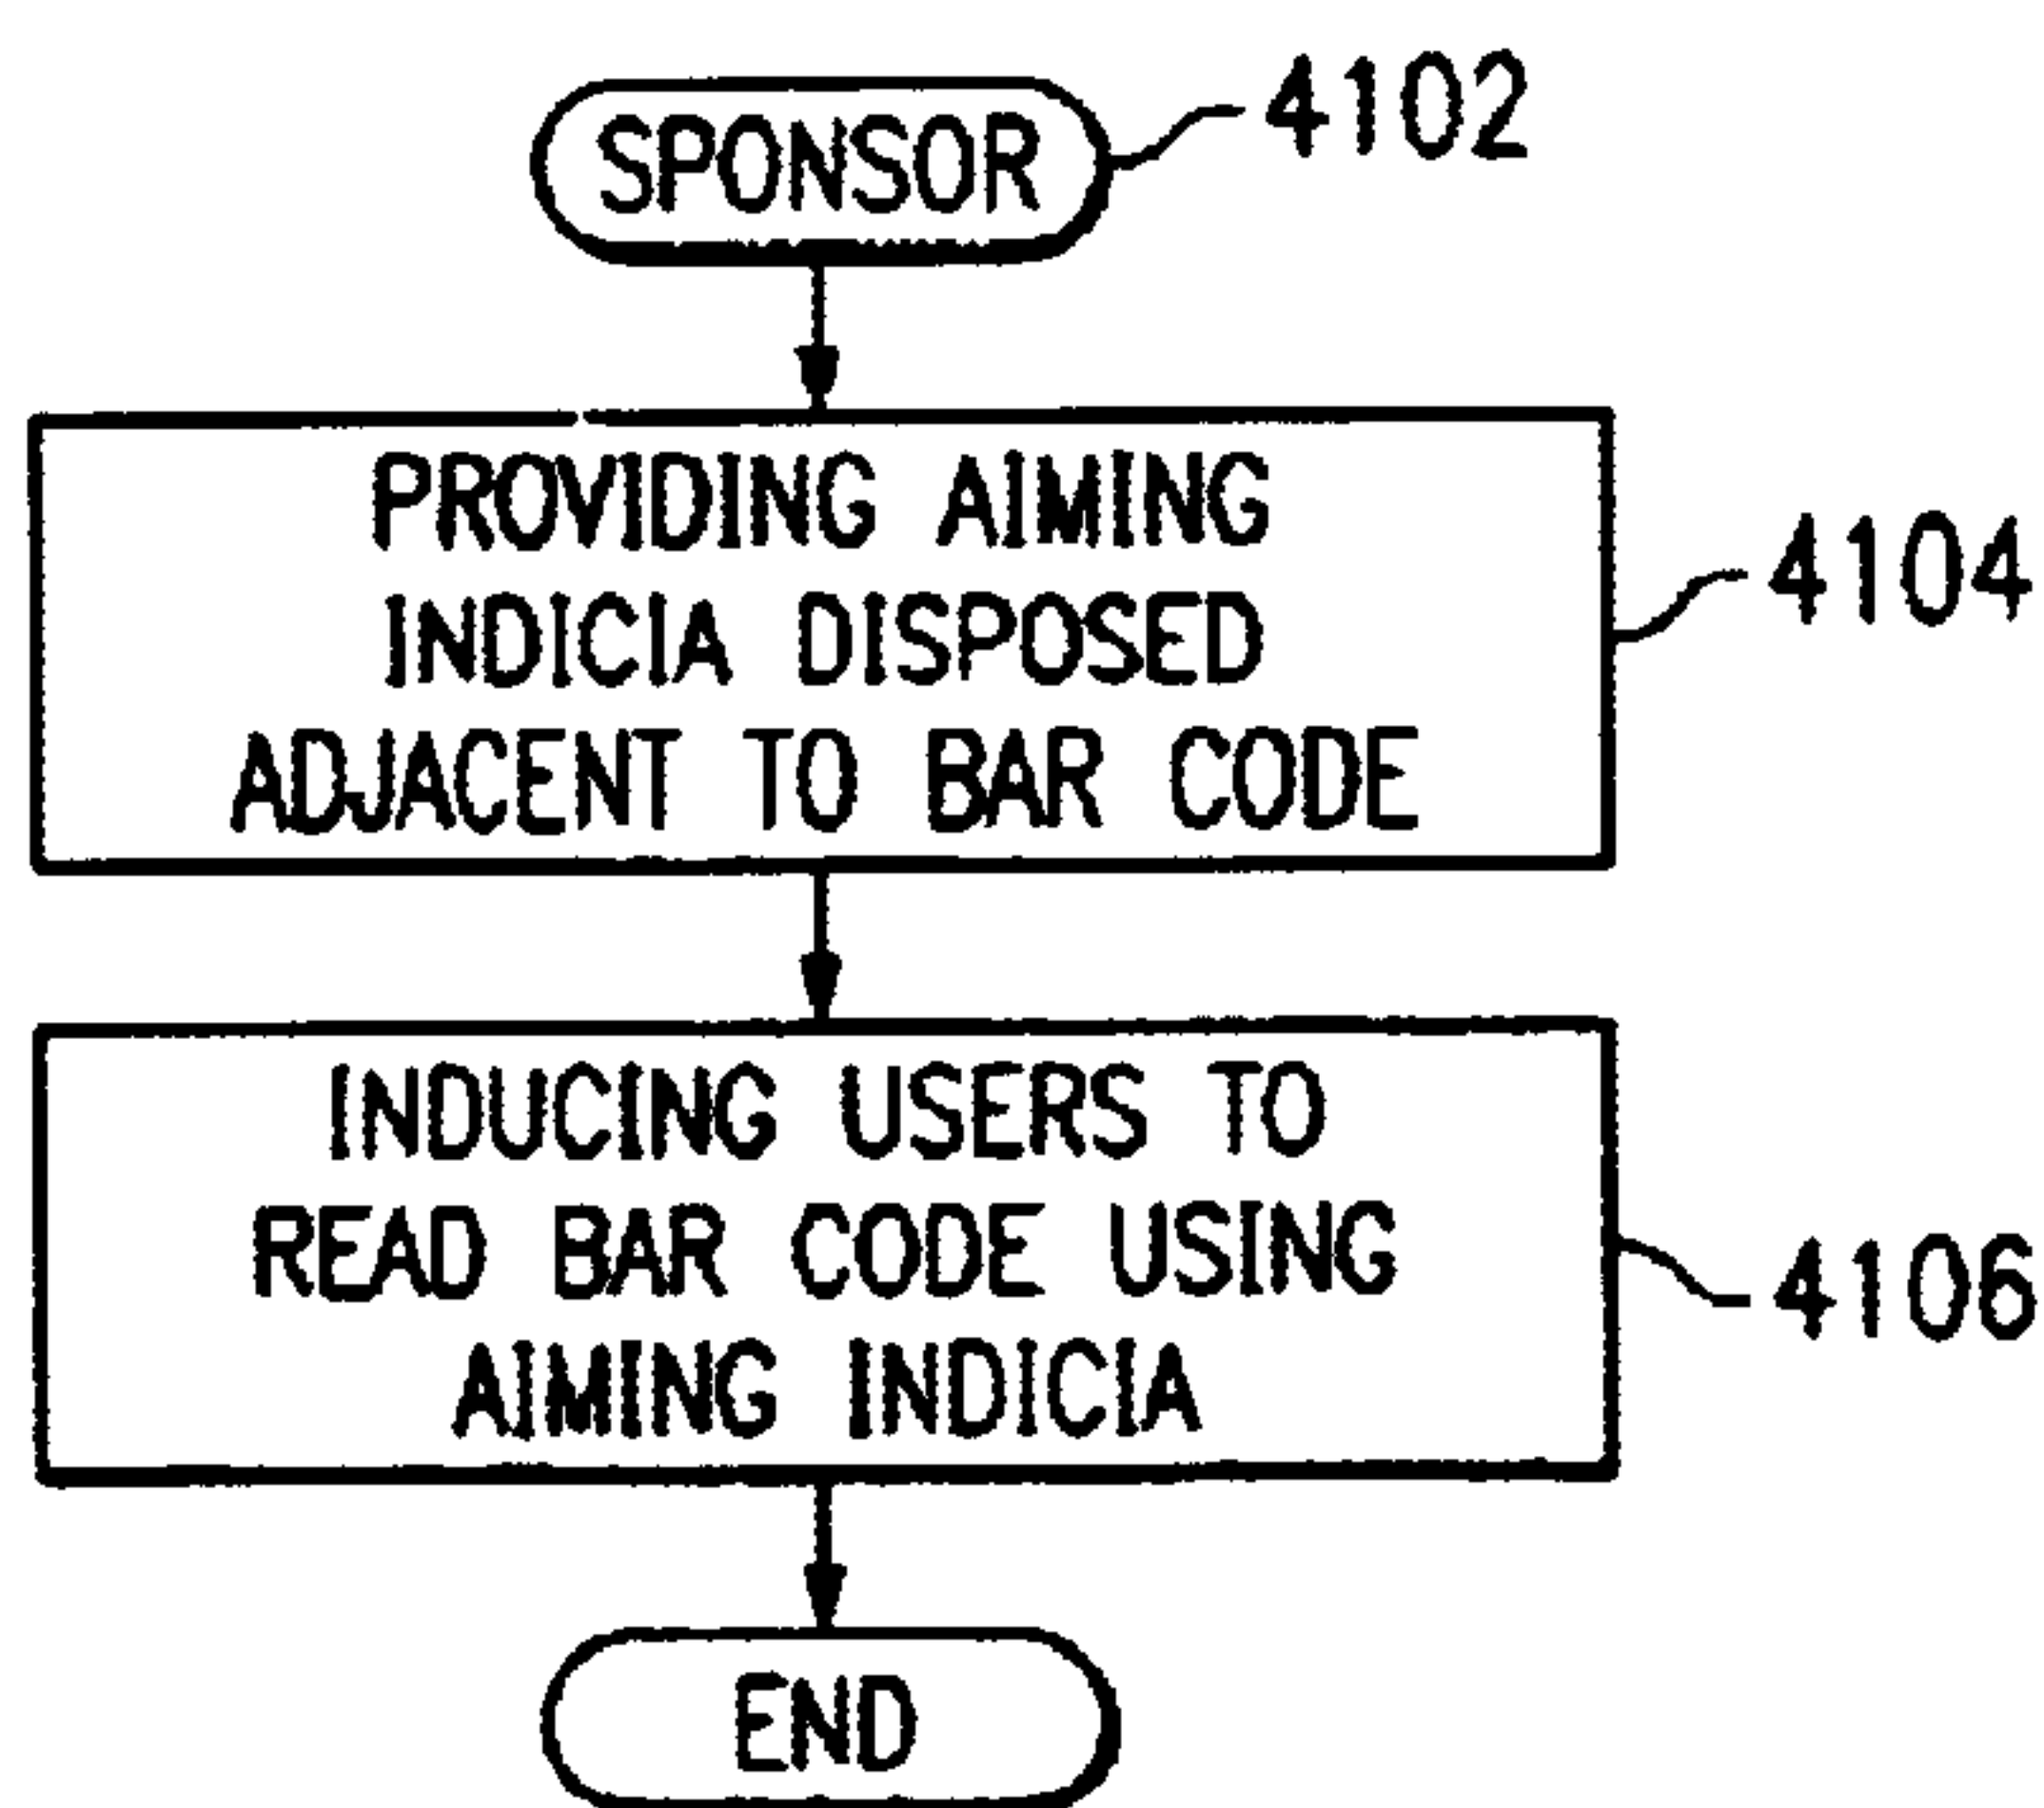 SPONSOR
4102
PROVIDING AIMING
INDICIA DISPOSED
ADJACENT TO BAR CODE
4104
INDUCING USERS TO
READ BAR CODE USING
AIMING INDICIA
4106
END